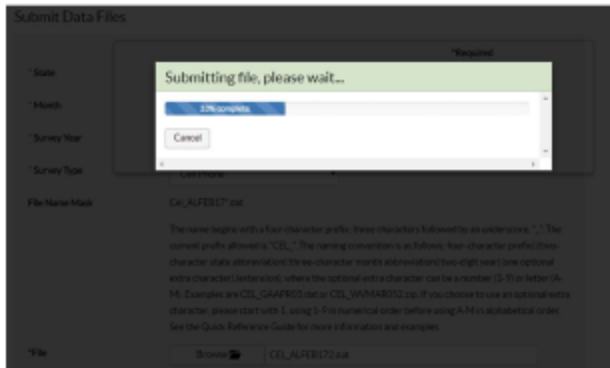 Submit Data Files
*Required
*State
Submitting file, please wait...
*Month
33% complete
*Survey Year
Cancel
*Survey Type
Cell Phone
File Name Mask
Cel_ALFEB17*.dat
The name begins with a four-character prefix: three characters followed by an underscore, "_". The
current prefix allowed is "CEL_". The naming convention is as follows: four-character prefix|two-
character state abbreviation|three-character month abbreviation|two-digit year| one optional
extra character|.extension|; where the optional extra character can be a number (1-9) or letter (A-
M). Examples are CEL_GAAPR03.dat or CEL_WVMAR052.zip. If you choose to use an optional extra
character, please start with 1, using 1-9 in numerical order before using A-M in alphabetical order.
See the Quick Reference Guide for more information and examples.
*File
Browse
CEL_ALFEB172.dat